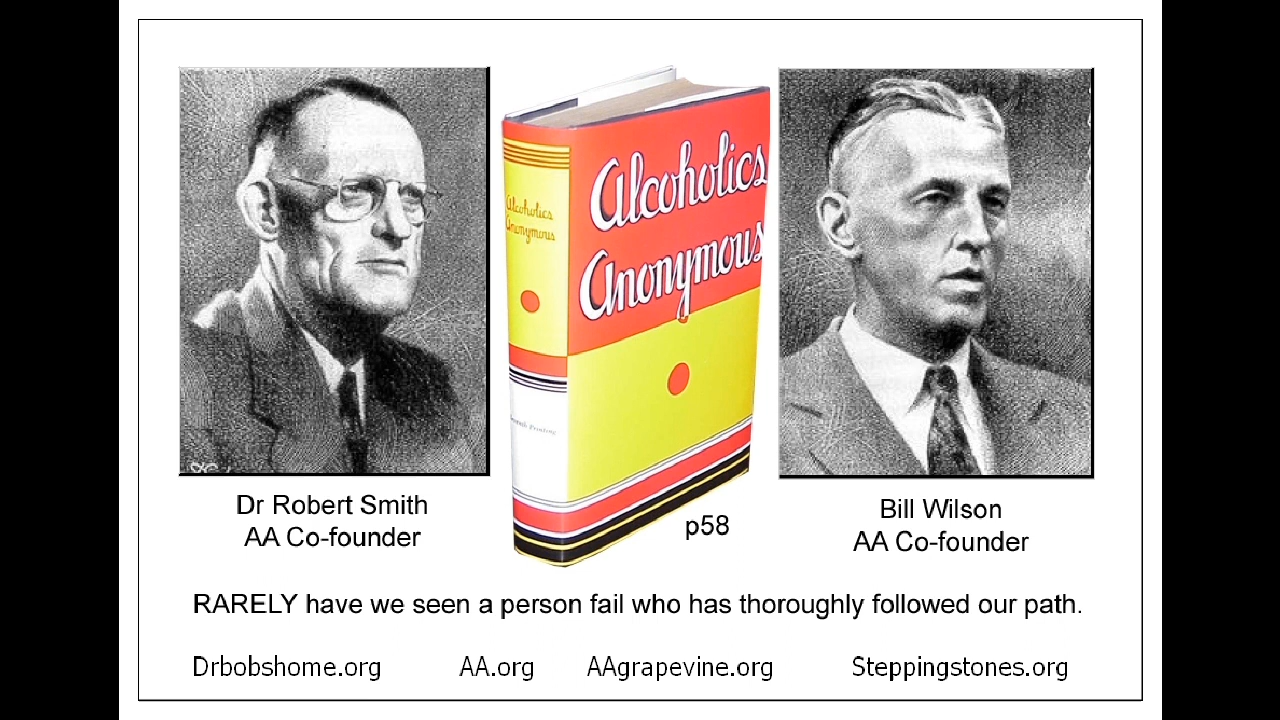 Alcoholics
Anonymous
Alcoholics
Anonymous
Printing
p58
Dr Robert Smith
AA Co-founder
Bill Wilson
AA Co-founder
RARELY have we seen a person fail who has thoroughly followed our path.
Drbobshome.org AA.org AAgrapevine.org Steppingstones.org